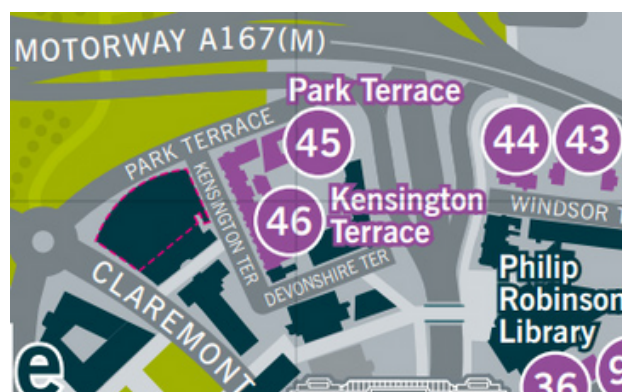 MOTORWAY A167(M)
Park Terrace
PARK TERRACE
45
44
43
KENSINGTON TER
46
Kensington
Terrace
WINDSOR T
DEVONSHIRE TER
CLAREMONT
Philip
Robinson
Library
e
36
9